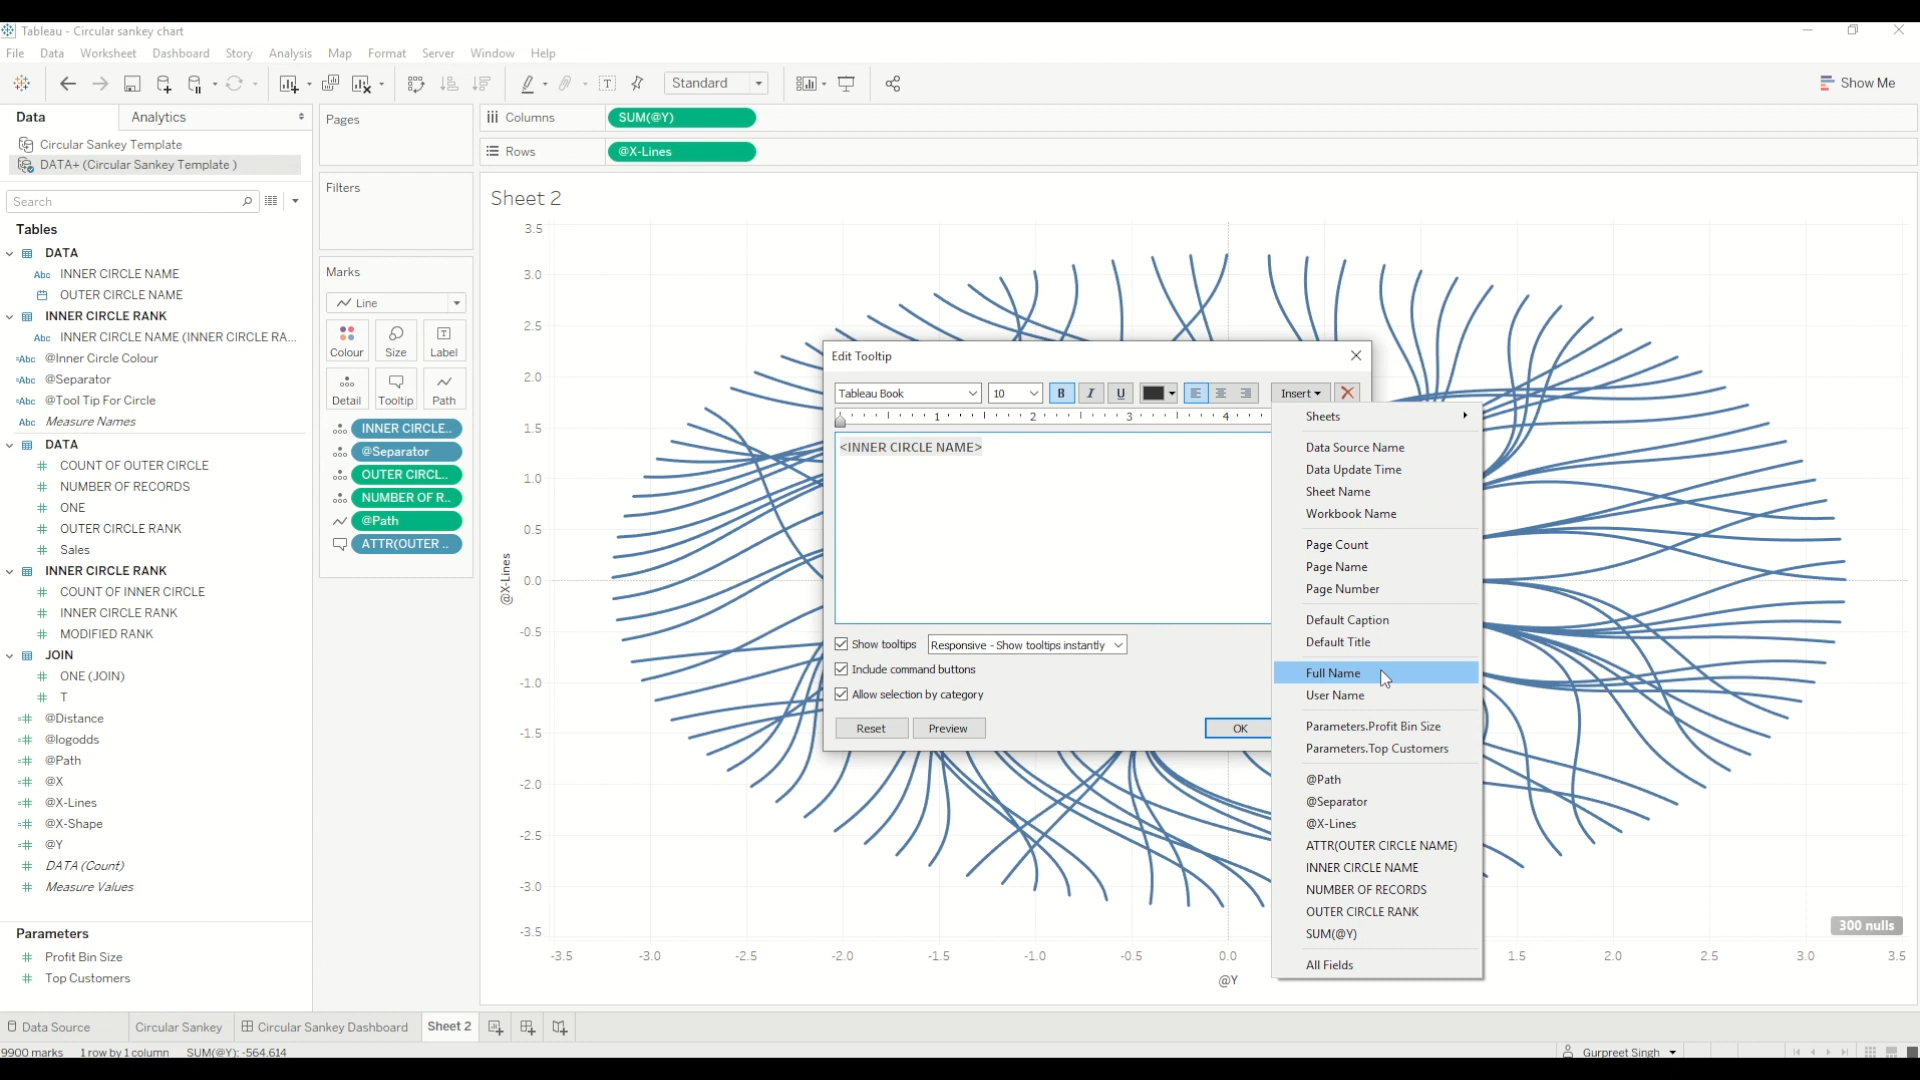 Tableau - Circular sankey chart
File Data Worksheet Dashboard Story Analysis Map Format Server Window Help
Standard
Show Me
Data Analytics
Circular Sankey Template
DATA+ (Circular Sankey Template )
Search
Tables
DATA
Abc INNER CIRCLE NAME
OUTER CIRCLE NAME
INNER CIRCLE RANK
Abc INNER CIRCLE NAME (INNER CIRCLE RA...
=Abc @Inner Circle Colour
=Abc @Separator
=Abc @Tool Tip For Circle
Abc Measure Names
DATA
# COUNT OF OUTER CIRCLE
# NUMBER OF RECORDS
# ONE
# OUTER CIRCLE RANK
# Sales
INNER CIRCLE RANK
# COUNT OF INNER CIRCLE
# INNER CIRCLE RANK
# MODIFIED RANK
JOIN
# ONE (JOIN)
# T
=# @Distance
=# @logodds
=# @Path
=# @X
=# @X-Lines
=# @X-Shape
=# @Y
# DATA (Count)
# Measure Values
Parameters
# Profit Bin Size
# Top Customers
Pages
Filters
Marks
Line
Colour Size Label
Detail Tooltip Path
INNER CIRCLE..
@Separator
OUTER CIRCL..
NUMBER OF R..
@Path
ATTR(OUTER ..
Columns SUM(@Y)
Rows @X-Lines
Sheet 2
3.5
3.0
2.5
2.0
1.5
1.0
0.5
0.0
-0.5
-1.0
-1.5
-2.0
-2.5
-3.0
-3.5
@X-Lines
-3.5 -3.0 -2.5 -2.0 -1.5 -1.0 -0.5 0.0 1.5 2.0 2.5 3.0 3.5
@Y
300 nulls
Edit Tooltip
Tableau Book 10 B I U Insert
1 2 3 4
<INNER CIRCLE NAME>
Show tooltips Responsive - Show tooltips instantly
Include command buttons
Allow selection by category
Reset Preview OK
Sheets
Data Source Name
Data Update Time
Sheet Name
Workbook Name
Page Count
Page Name
Page Number
Default Caption
Default Title
Full Name
User Name
Parameters.Profit Bin Size
Parameters.Top Customers
@Path
@Separator
@X-Lines
ATTR(OUTER CIRCLE NAME)
INNER CIRCLE NAME
NUMBER OF RECORDS
OUTER CIRCLE RANK
SUM(@Y)
All Fields
Data Source Circular Sankey Circular Sankey Dashboard Sheet 2
9900 marks 1 row by 1 column SUM(@Y): -564.614
Gurpreet Singh